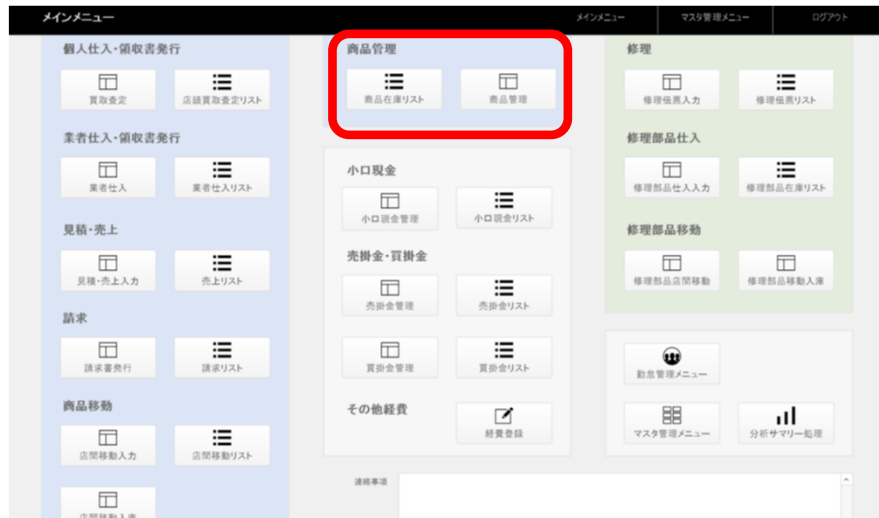 メインメニュー
メインメニュー
マスタ管理メニュー
ログアウト
個人仕入・領収書発行
買取査定
店頭買取査定リスト
業者仕入・領収書発行
業者仕入
業者仕入リスト
見積・売上
見積・売上入力
売上リスト
請求
請求書発行
請求リスト
商品移動
店間移動入力
店間移動リスト
店間移動入庫
商品管理
商品在庫リスト
商品管理
小口現金
小口現金管理
小口現金リスト
売掛金・買掛金
売掛金管理
売掛金リスト
買掛金管理
買掛金リスト
その他経費
経費登録
連絡事項
修理
修理伝票入力
修理伝票リスト
修理部品仕入
修理部品仕入入力
修理部品在庫リスト
修理部品移動
修理部品店間移動
修理部品移動入庫
勤怠管理メニュー
マスタ管理メニュー
分析サマリー処理